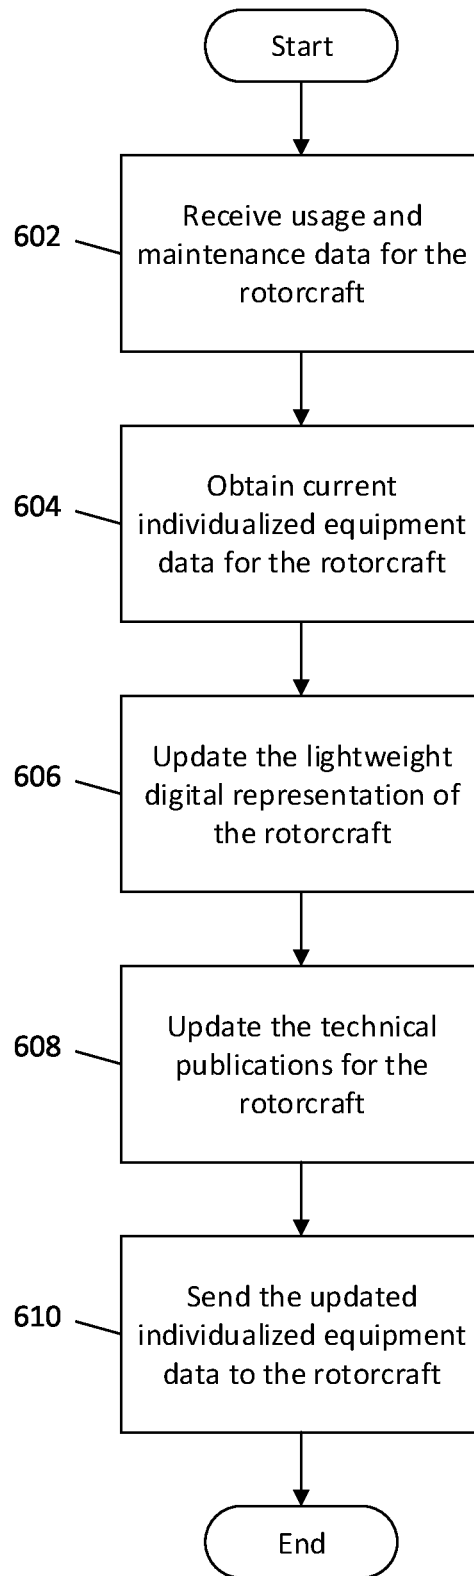 Start
602
Receive usage and
maintenance data for the
rotorcraft
604
Obtain current
individualized equipment
data for the rotorcraft
606
Update the lightweight
digital representation of
the rotorcraft
608
Update the technical
publications for the
rotorcraft
610
Send the updated
individualized equipment
data to the rotorcraft
End